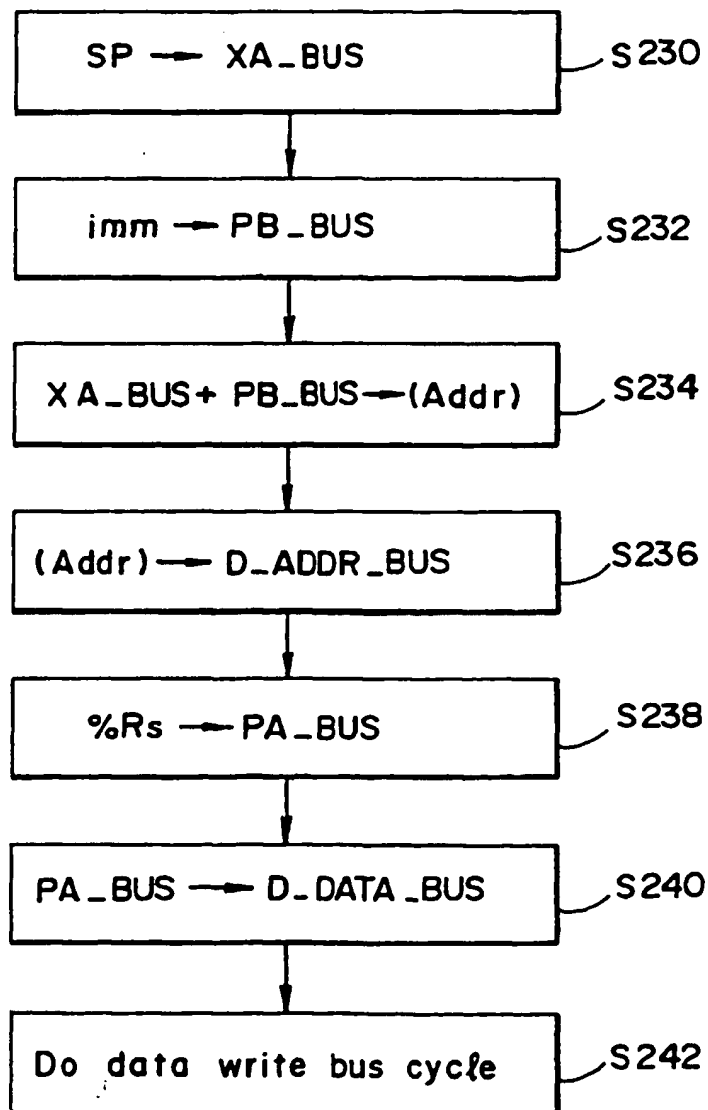 SP → XA_BUS S230
imm → PB_BUS S232
XA_BUS + PB_BUS → (Addr) S234
(Addr) → D_ADDR_BUS S236
%Rs → PA_BUS S238
PA_BUS → D_DATA_BUS S240
Do data write bus cycle S242